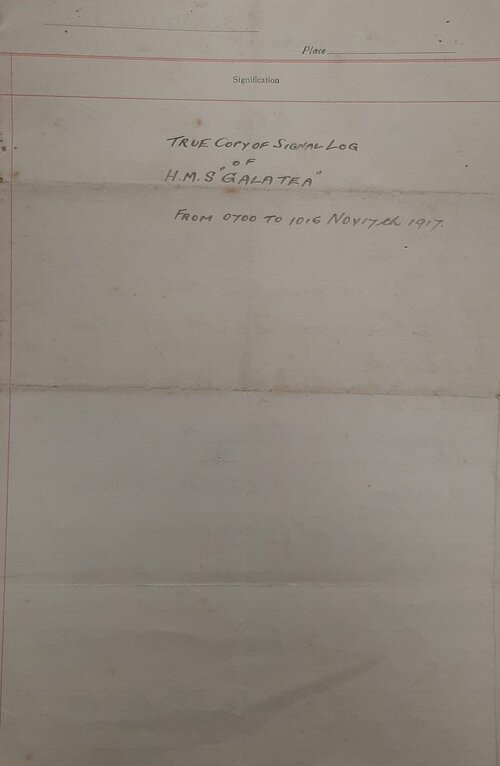 Place
Signification
TRUE COPY OF SIGNAL LOG
OF
H.M.S "GALATEA"
FROM 0700 TO 1016 NOV 17th 1917.